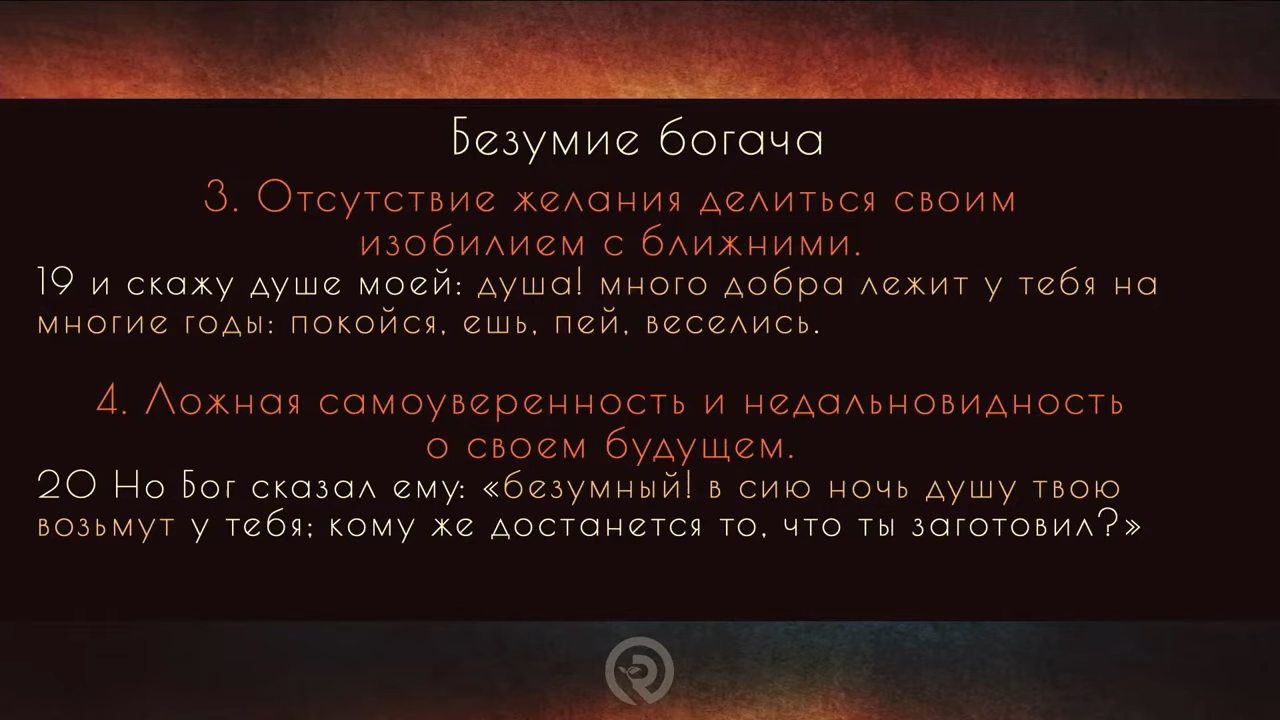 Безумие богача
3. Отсутствие желания делиться своим
изобилием с ближними.
19 и скажу душе моей: душа! много добра лежит у тебя на
многие годы: покойся, ешь, пей, веселись.
4. Ложная самоуверенность и недальновидность
о своем будущем.
20 Но Бог сказал ему: «безумный! в сию ночь душу твою
возьмут у тебя; кому же достанется то, что ты заготовил?»